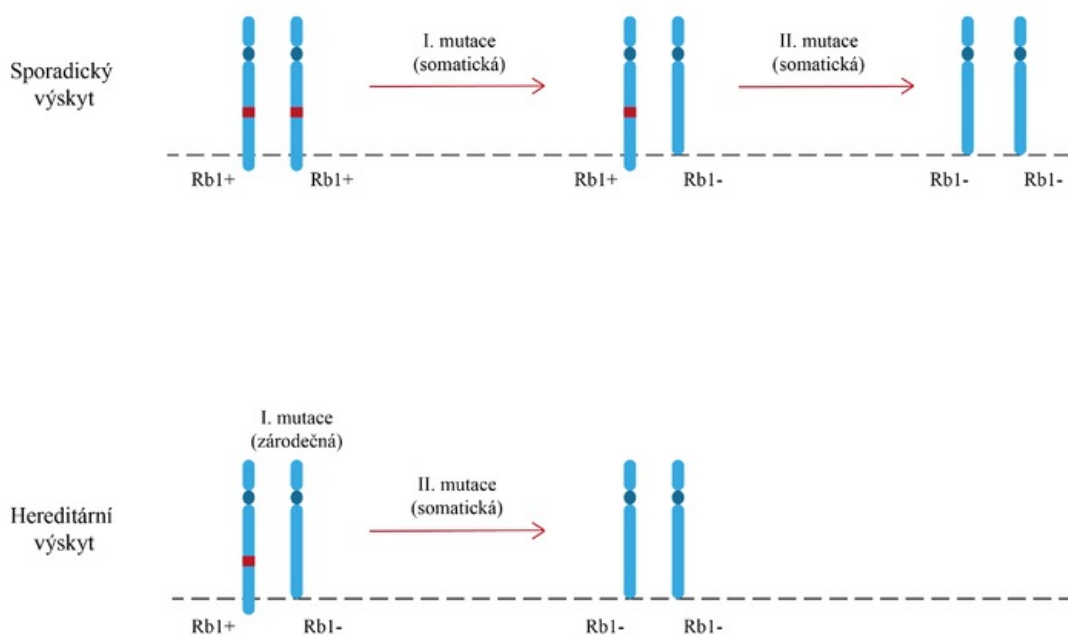 Sporadický
výskyt
I. mutace
(somatická)
II. mutace
(somatická)
Rb1+
Rb1+
Rb1+
Rb1-
Rb1-
Rb1-
Hereditární
výskyt
I. mutace
(zárodečná)
II. mutace
(somatická)
Rb1+
Rb1-
Rb1-
Rb1-